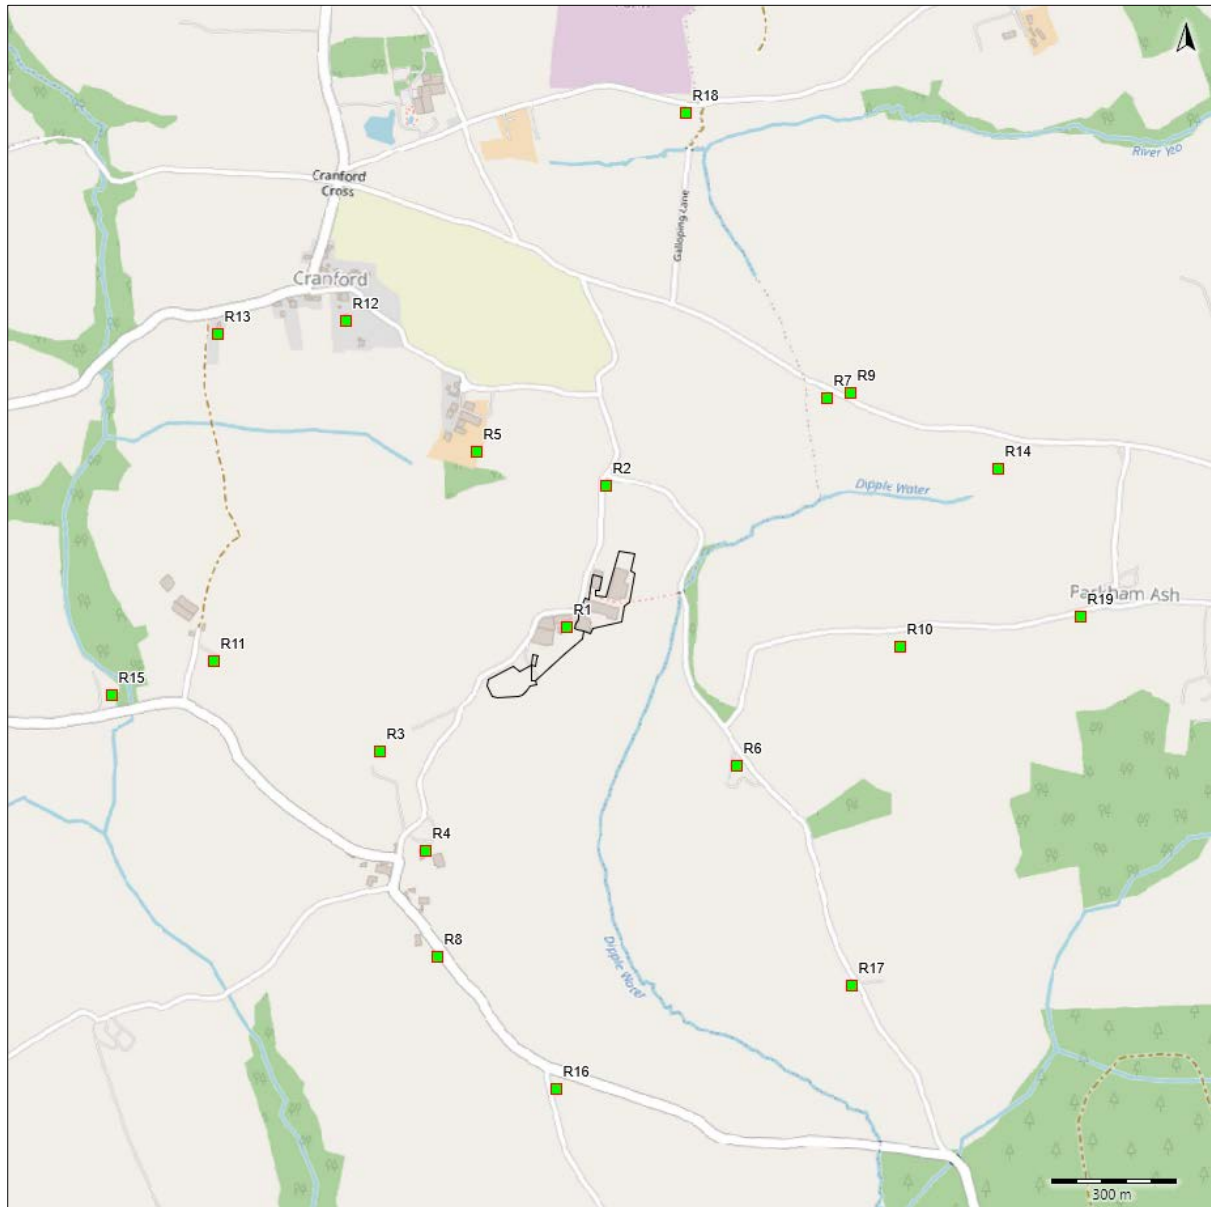 R18
River Yeo
Cranford
Cross
Galloping Lane
Cranford
R12
R13
R7
R9
R5
R14
R2
Dipple Water
R1
Parkham Ash
R19
R10
R11
R15
R3
R6
R4
R8
Dipple Water
R17
R16
300 m